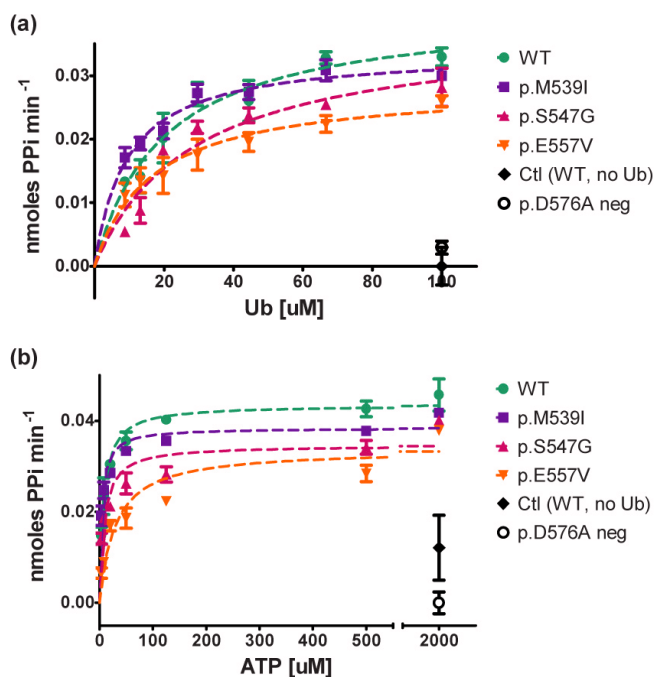 (a)
nmoles PPi min⁻¹
0.03
0.02
0.01
0.00
0 20 40 60 80 100
Ub [uM]
WT
p.M539I
p.S547G
p.E557V
Ctl (WT, no Ub)
p.D576A neg
(b)
nmoles PPi min⁻¹
0.04
0.02
0.00
0 100 200 300 400 500 2000
ATP [uM]
WT
p.M539I
p.S547G
p.E557V
Ctl (WT, no Ub)
p.D576A neg